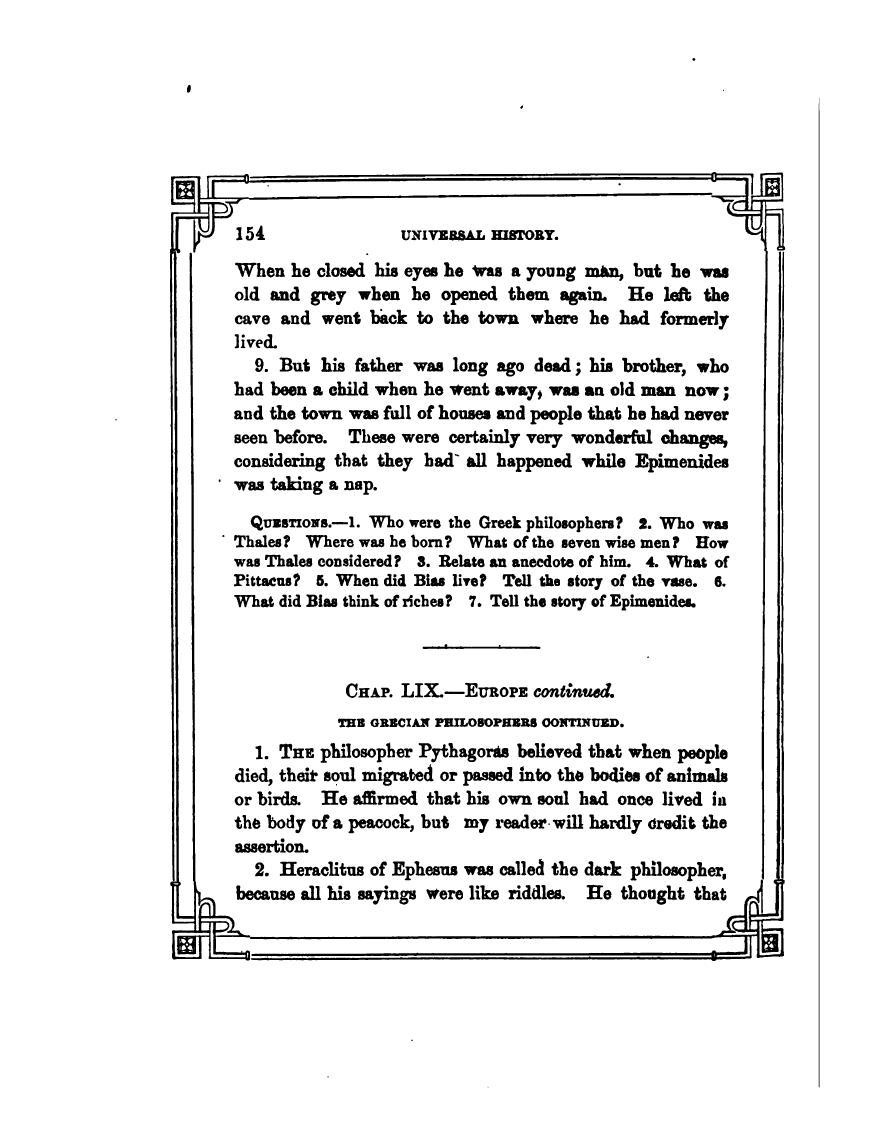 154 UNIVERSAL HISTORY.
When he closed his eyes he was a young man, but he was
old and grey when he opened them again. He left the
cave and went back to the town where he had formerly
lived.
9. But his father was long ago dead; his brother, who
had been a child when he went away, was an old man now;
and the town was full of houses and people that he had never
seen before. These were certainly very wonderful changes,
considering that they had all happened while Epimenides
was taking a nap.
QUESTIONS.—1. Who were the Greek philosophers? 2. Who was
Thales? Where was he born? What of the seven wise men? How
was Thales considered? 3. Relate an anecdote of him. 4. What of
Pittacus? 5. When did Bias live? Tell the story of the vase. 6.
What did Bias think of riches? 7. Tell the story of Epimenides.
CHAP. LIX.—EUROPE continued.
THE GRECIAN PHILOSOPHERS CONTINUED.
1. THE philosopher Pythagoras believed that when people
died, their soul migrated or passed into the bodies of animals
or birds. He affirmed that his own soul had once lived in
the body of a peacock, but my reader will hardly credit the
assertion.
2. Heraclitus of Ephesus was called the dark philosopher,
because all his sayings were like riddles. He thought that